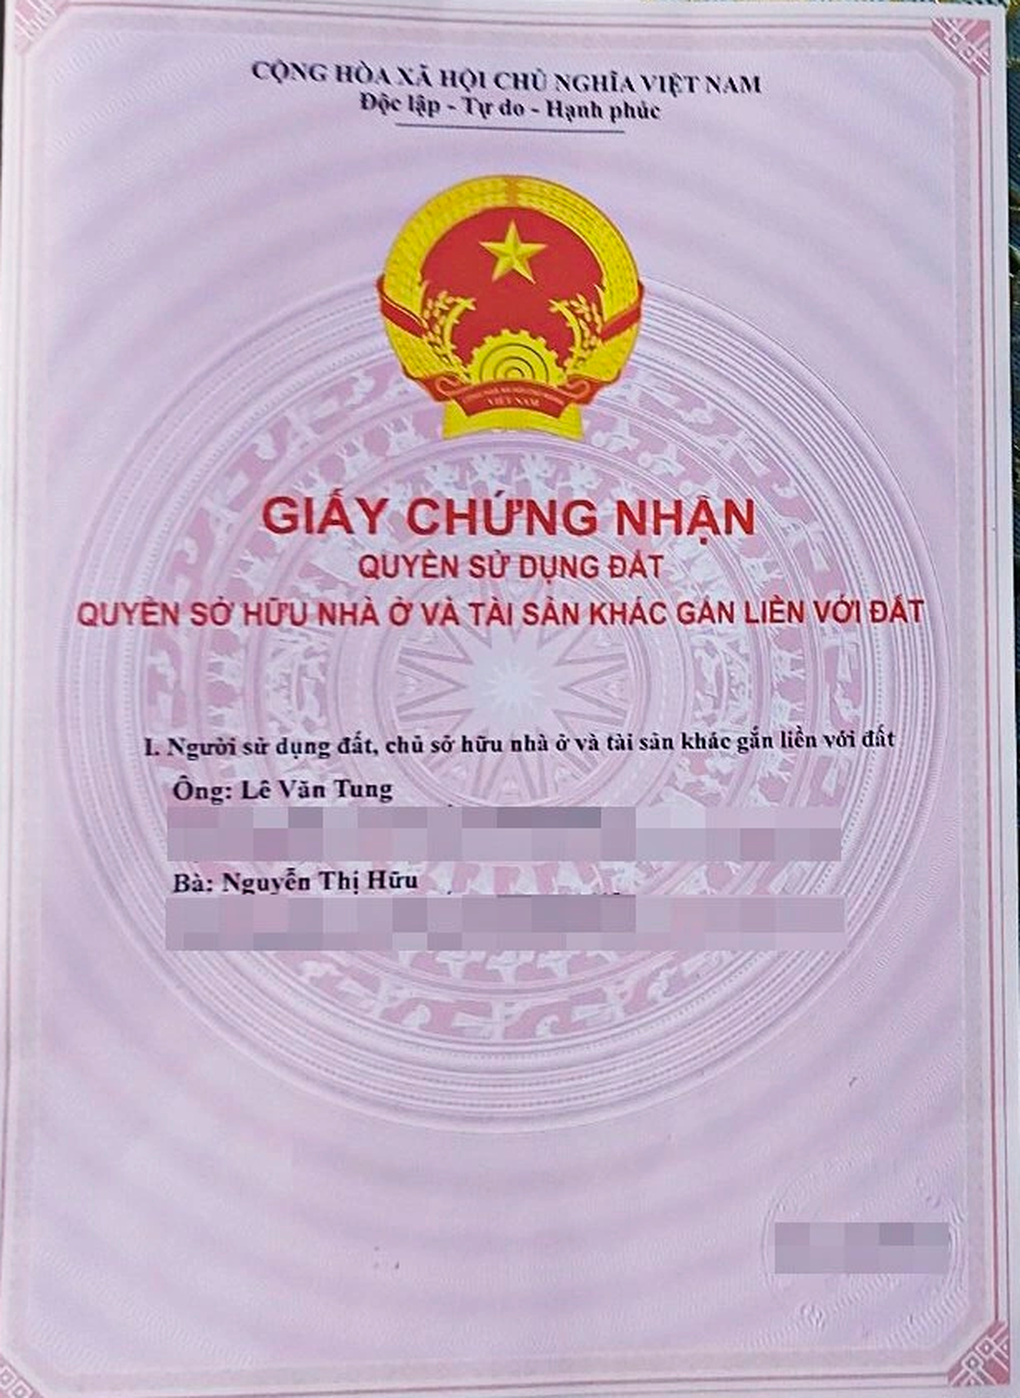 CỘNG HÒA XÃ HỘI CHỦ NGHĨA VIỆT NAM
Độc lập - Tự do - Hạnh phúc
VIỆT NAM
GIẤY CHỨNG NHẬN
QUYỀN SỬ DỤNG ĐẤT
QUYỀN SỞ HỮU NHÀ Ở VÀ TÀI SẢN KHÁC GẮN LIỀN VỚI ĐẤT
I. Người sử dụng đất, chủ sở hữu nhà ở và tài sản khác gắn liền với đất
Ông: Lê Văn Tung
Bà: Nguyễn Thị Hữu